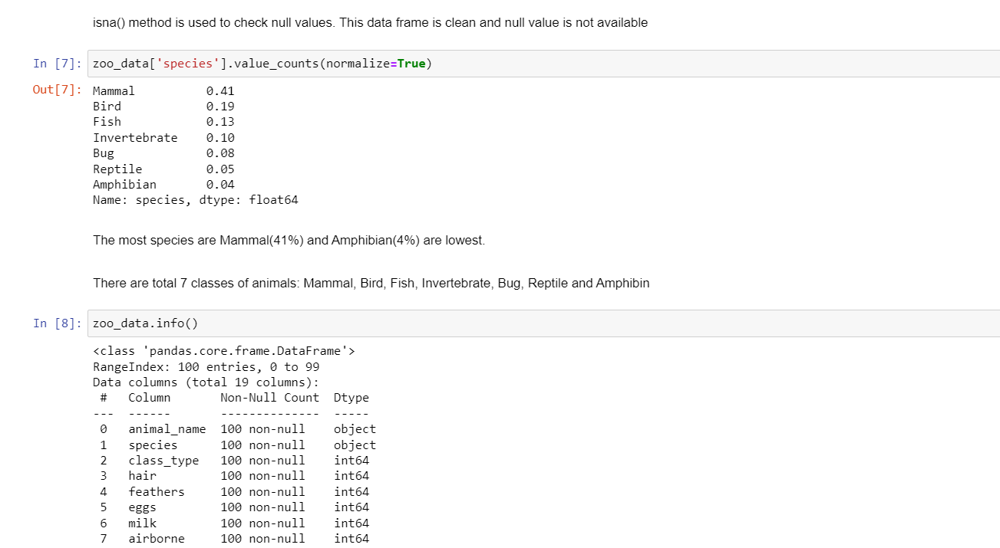 isna() method is used to check null values. This data frame is clean and null value is not available
In [7]: zoo_data['species'].value_counts(normalize=True)
Out[7]: Mammal          0.41
Bird            0.19
Fish            0.13
Invertebrate    0.10
Bug             0.08
Reptile         0.05
Amphibian       0.04
Name: species, dtype: float64
The most species are Mammal(41%) and Amphibian(4%) are lowest.
There are total 7 classes of animals: Mammal, Bird, Fish, Invertebrate, Bug, Reptile and Amphibin
In [8]: zoo_data.info()
<class 'pandas.core.frame.DataFrame'>
RangeIndex: 100 entries, 0 to 99
Data columns (total 19 columns):
 #   Column       Non-Null Count  Dtype
---  ------       --------------  -----
 0   animal_name  100 non-null    object
 1   species      100 non-null    object
 2   class_type   100 non-null    int64
 3   hair         100 non-null    int64
 4   feathers     100 non-null    int64
 5   eggs         100 non-null    int64
 6   milk         100 non-null    int64
 7   airborne     100 non-null    int64